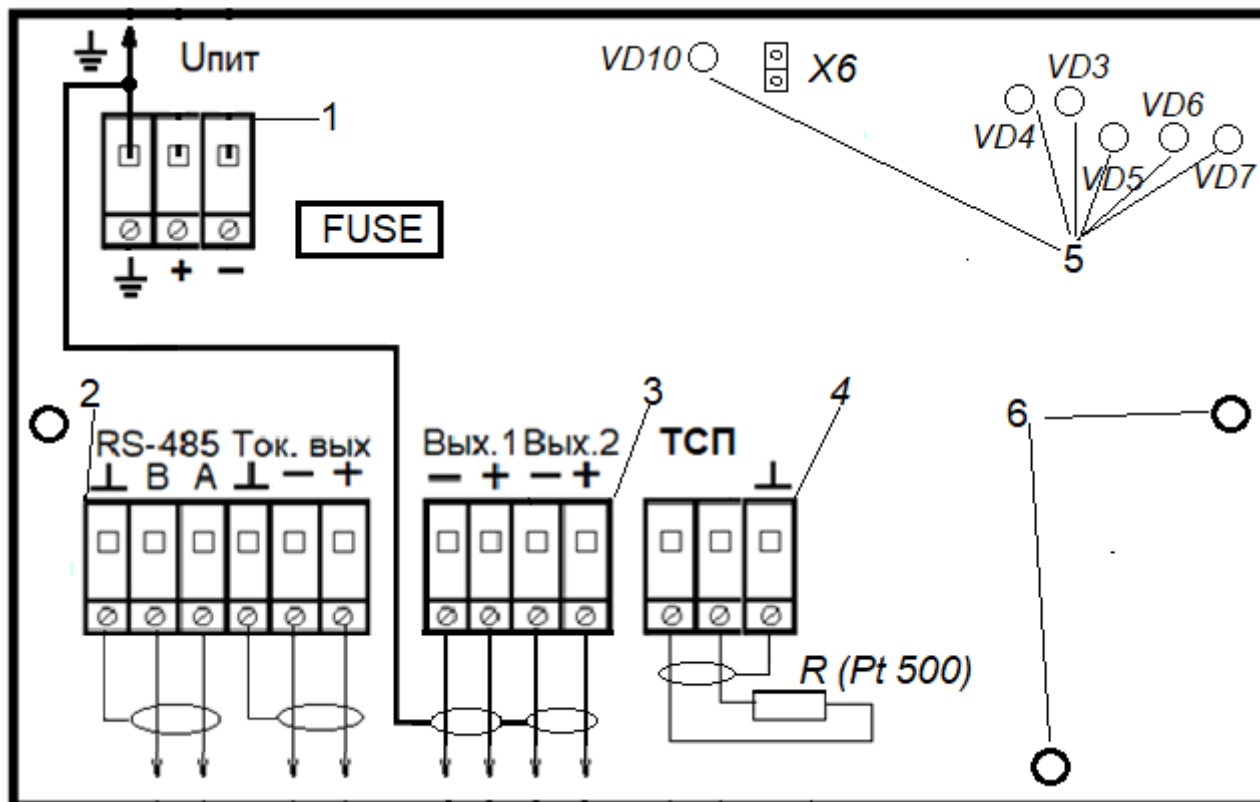 Uпит
VD10
X6
VD3
VD4
VD6
VD5
VD7
1
FUSE
+ −
5
2
3
4
6
RS-485 Ток. вых
B A − +
Вых.1 Вых.2
− + − +
ТСП
R (Pt 500)